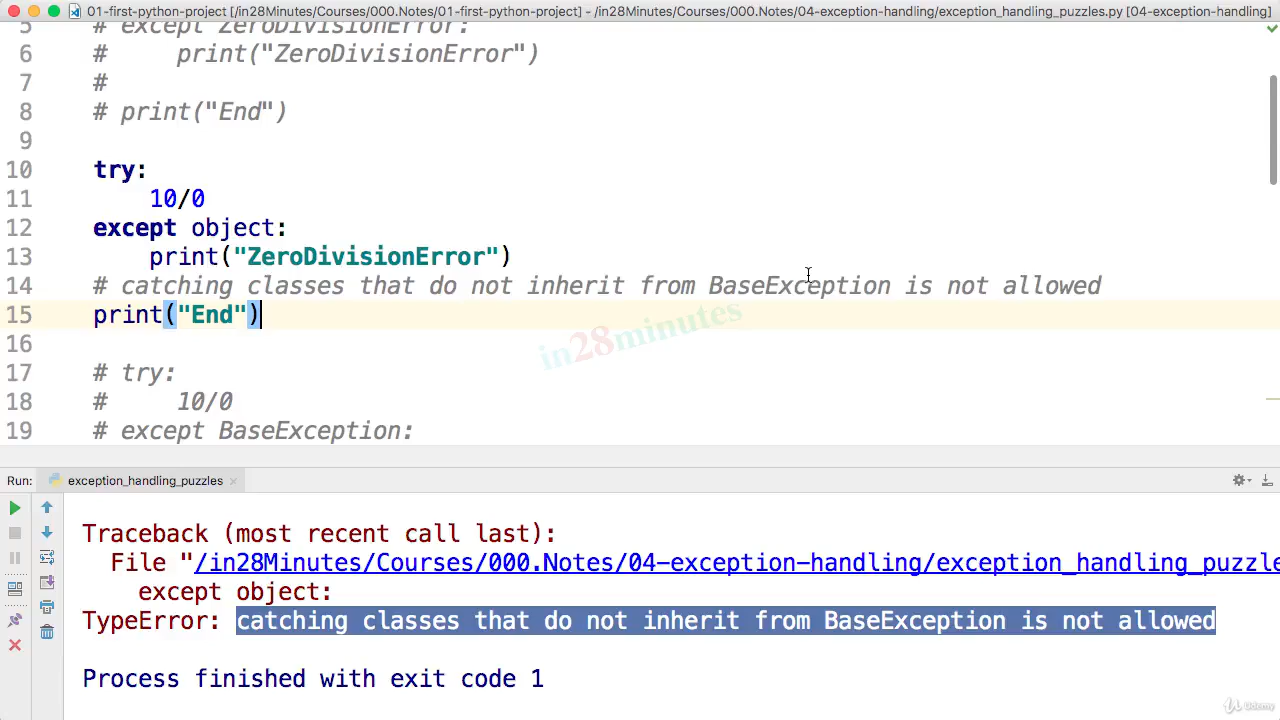 01-first-python-project [/in28Minutes/Courses/000.Notes/01-first-python-project] - /in28Minutes/Courses/000.Notes/04-exception-handling/exception_handling_puzzles.py [04-exception-handling]
5 # except ZeroDivisionError:
6 #     print("ZeroDivisionError")
7 #
8 # print("End")
9
10 try:
11     10/0
12 except object:
13     print("ZeroDivisionError")
14 # catching classes that do not inherit from BaseException is not allowed
15 print("End")
16
17 # try:
18 #     10/0
19 # except BaseException:
in28minutes
Run: exception_handling_puzzles ×
Traceback (most recent call last):
  File "/in28Minutes/Courses/000.Notes/04-exception-handling/exception_handling_puzzle
    except object:
TypeError: catching classes that do not inherit from BaseException is not allowed
Process finished with exit code 1
Udemy